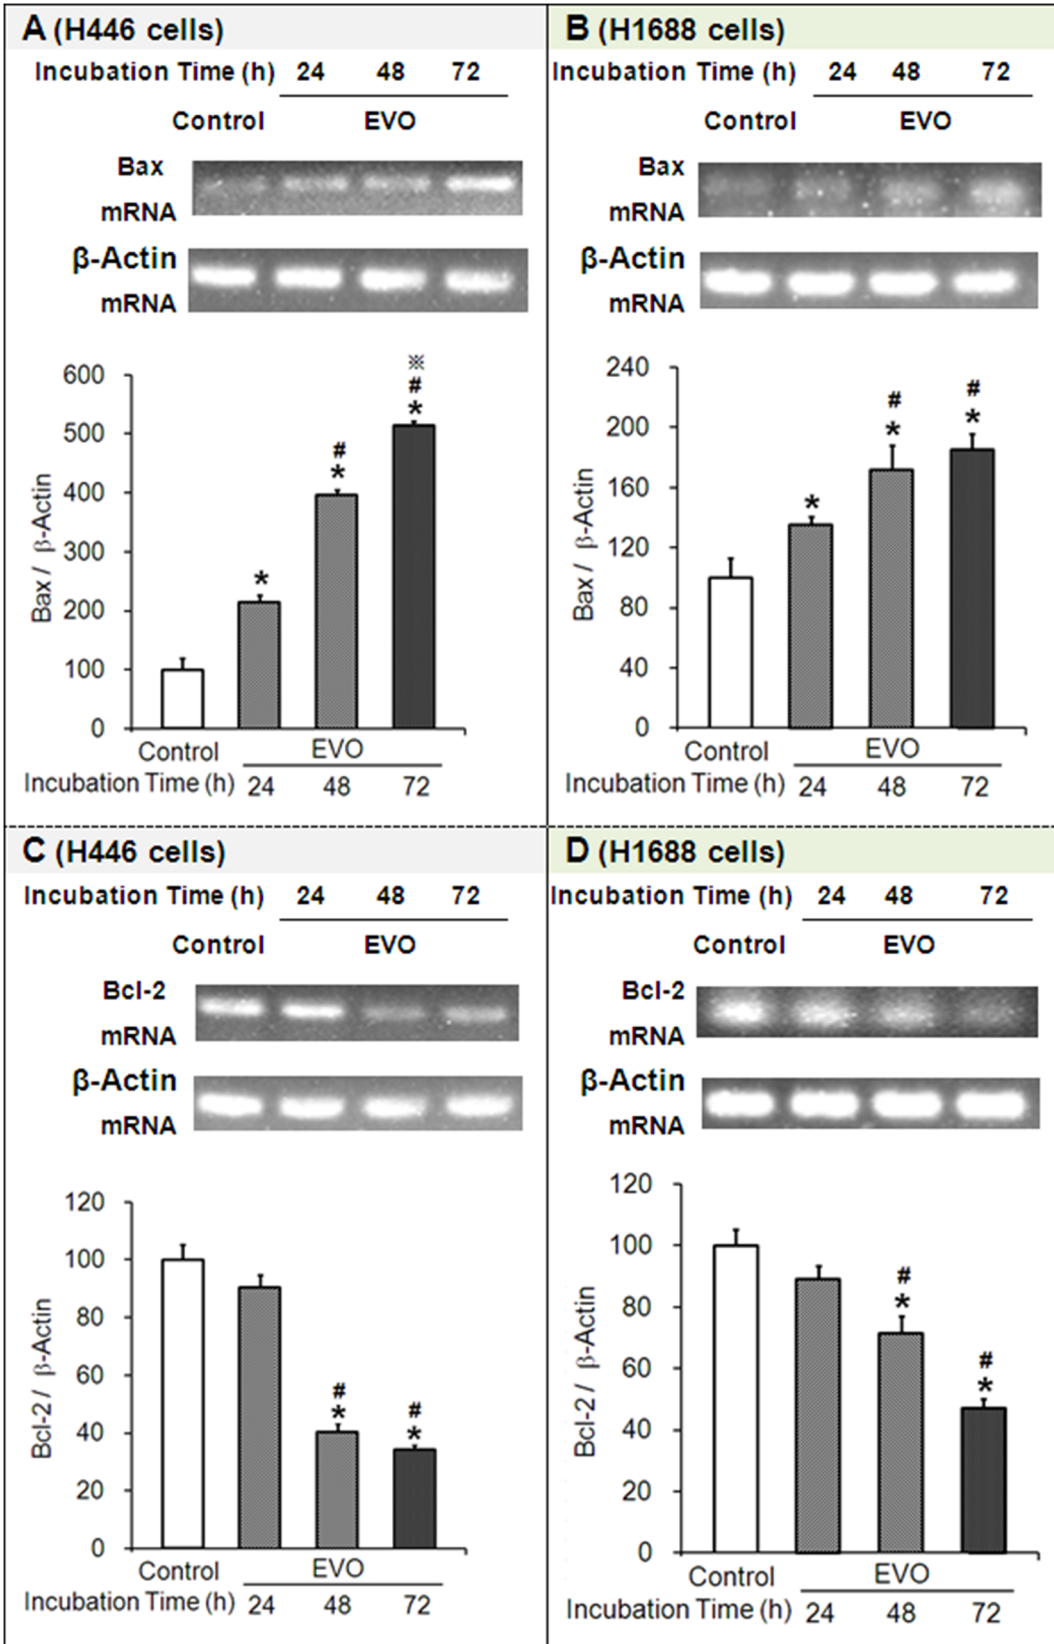 A (H446 cells)
Incubation Time (h) 24 48 72
Control EVO
Bax
mRNA
β-Actin
mRNA
600
500
400
300
200
100
0
Bax / β-Actin
*
#
*
※
#
*
Control EVO
Incubation Time (h) 24 48 72
B (H1688 cells)
Incubation Time (h) 24 48 72
Control EVO
Bax
mRNA
β-Actin
mRNA
240
200
160
120
80
40
0
Bax / β-Actin
*
#
*
#
*
Control EVO
Incubation Time (h) 24 48 72
C (H446 cells)
Incubation Time (h) 24 48 72
Control EVO
Bcl-2
mRNA
β-Actin
mRNA
120
100
80
60
40
20
0
Bcl-2 / β-Actin
#
*
#
*
Control EVO
Incubation Time (h) 24 48 72
D (H1688 cells)
Incubation Time (h) 24 48 72
Control EVO
Bcl-2
mRNA
β-Actin
mRNA
120
100
80
60
40
20
0
Bcl-2 / β-Actin
#
*
#
*
Control EVO
Incubation Time (h) 24 48 72